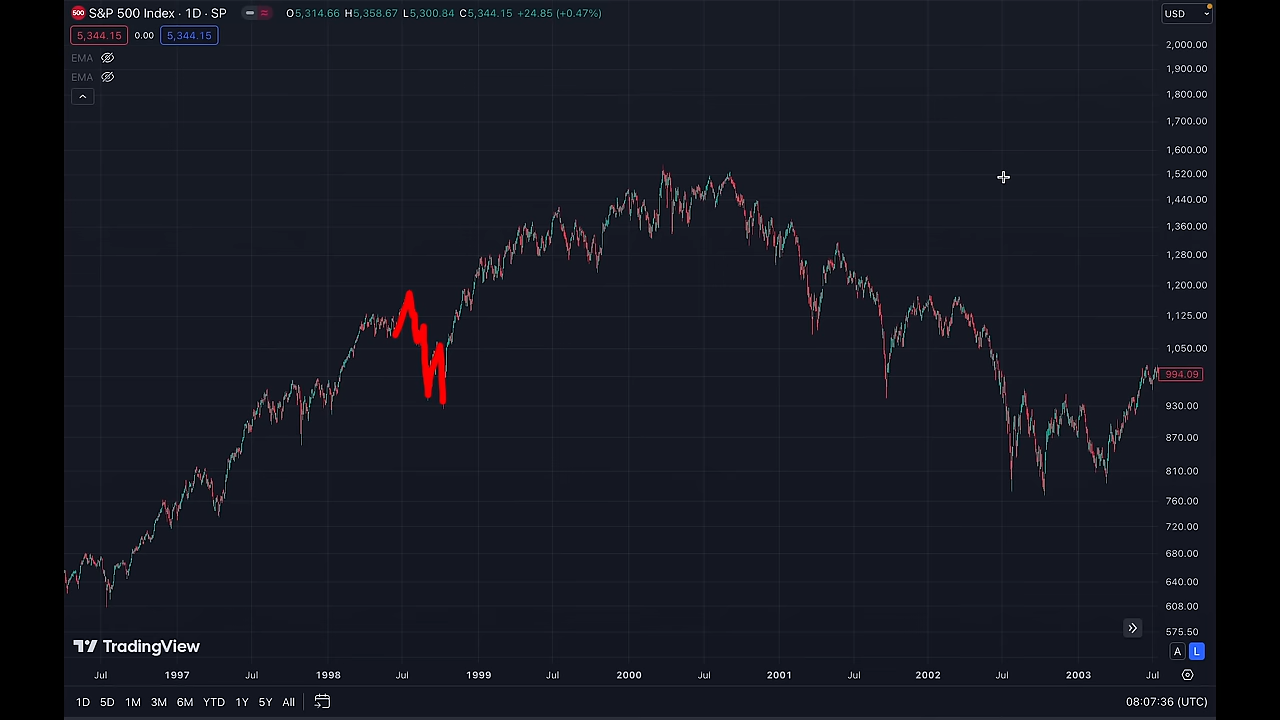 500 S&P 500 Index · 1D · SP O5,314.66 H5,358.67 L5,300.84 C5,344.15 +24.85 (+0.47%) USD
5,344.15 0.00 5,344.15
EMA
EMA
2,000.00
1,900.00
1,800.00
1,700.00
1,600.00
1,520.00
1,440.00
1,360.00
1,280.00
1,200.00
1,125.00
1,050.00
994.09
930.00
870.00
810.00
760.00
720.00
680.00
640.00
608.00
575.50
TradingView
A L
Jul 1997 Jul 1998 Jul 1999 Jul 2000 Jul 2001 Jul 2002 Jul 2003 Jul
1D 5D 1M 3M 6M YTD 1Y 5Y All 08:07:36 (UTC)